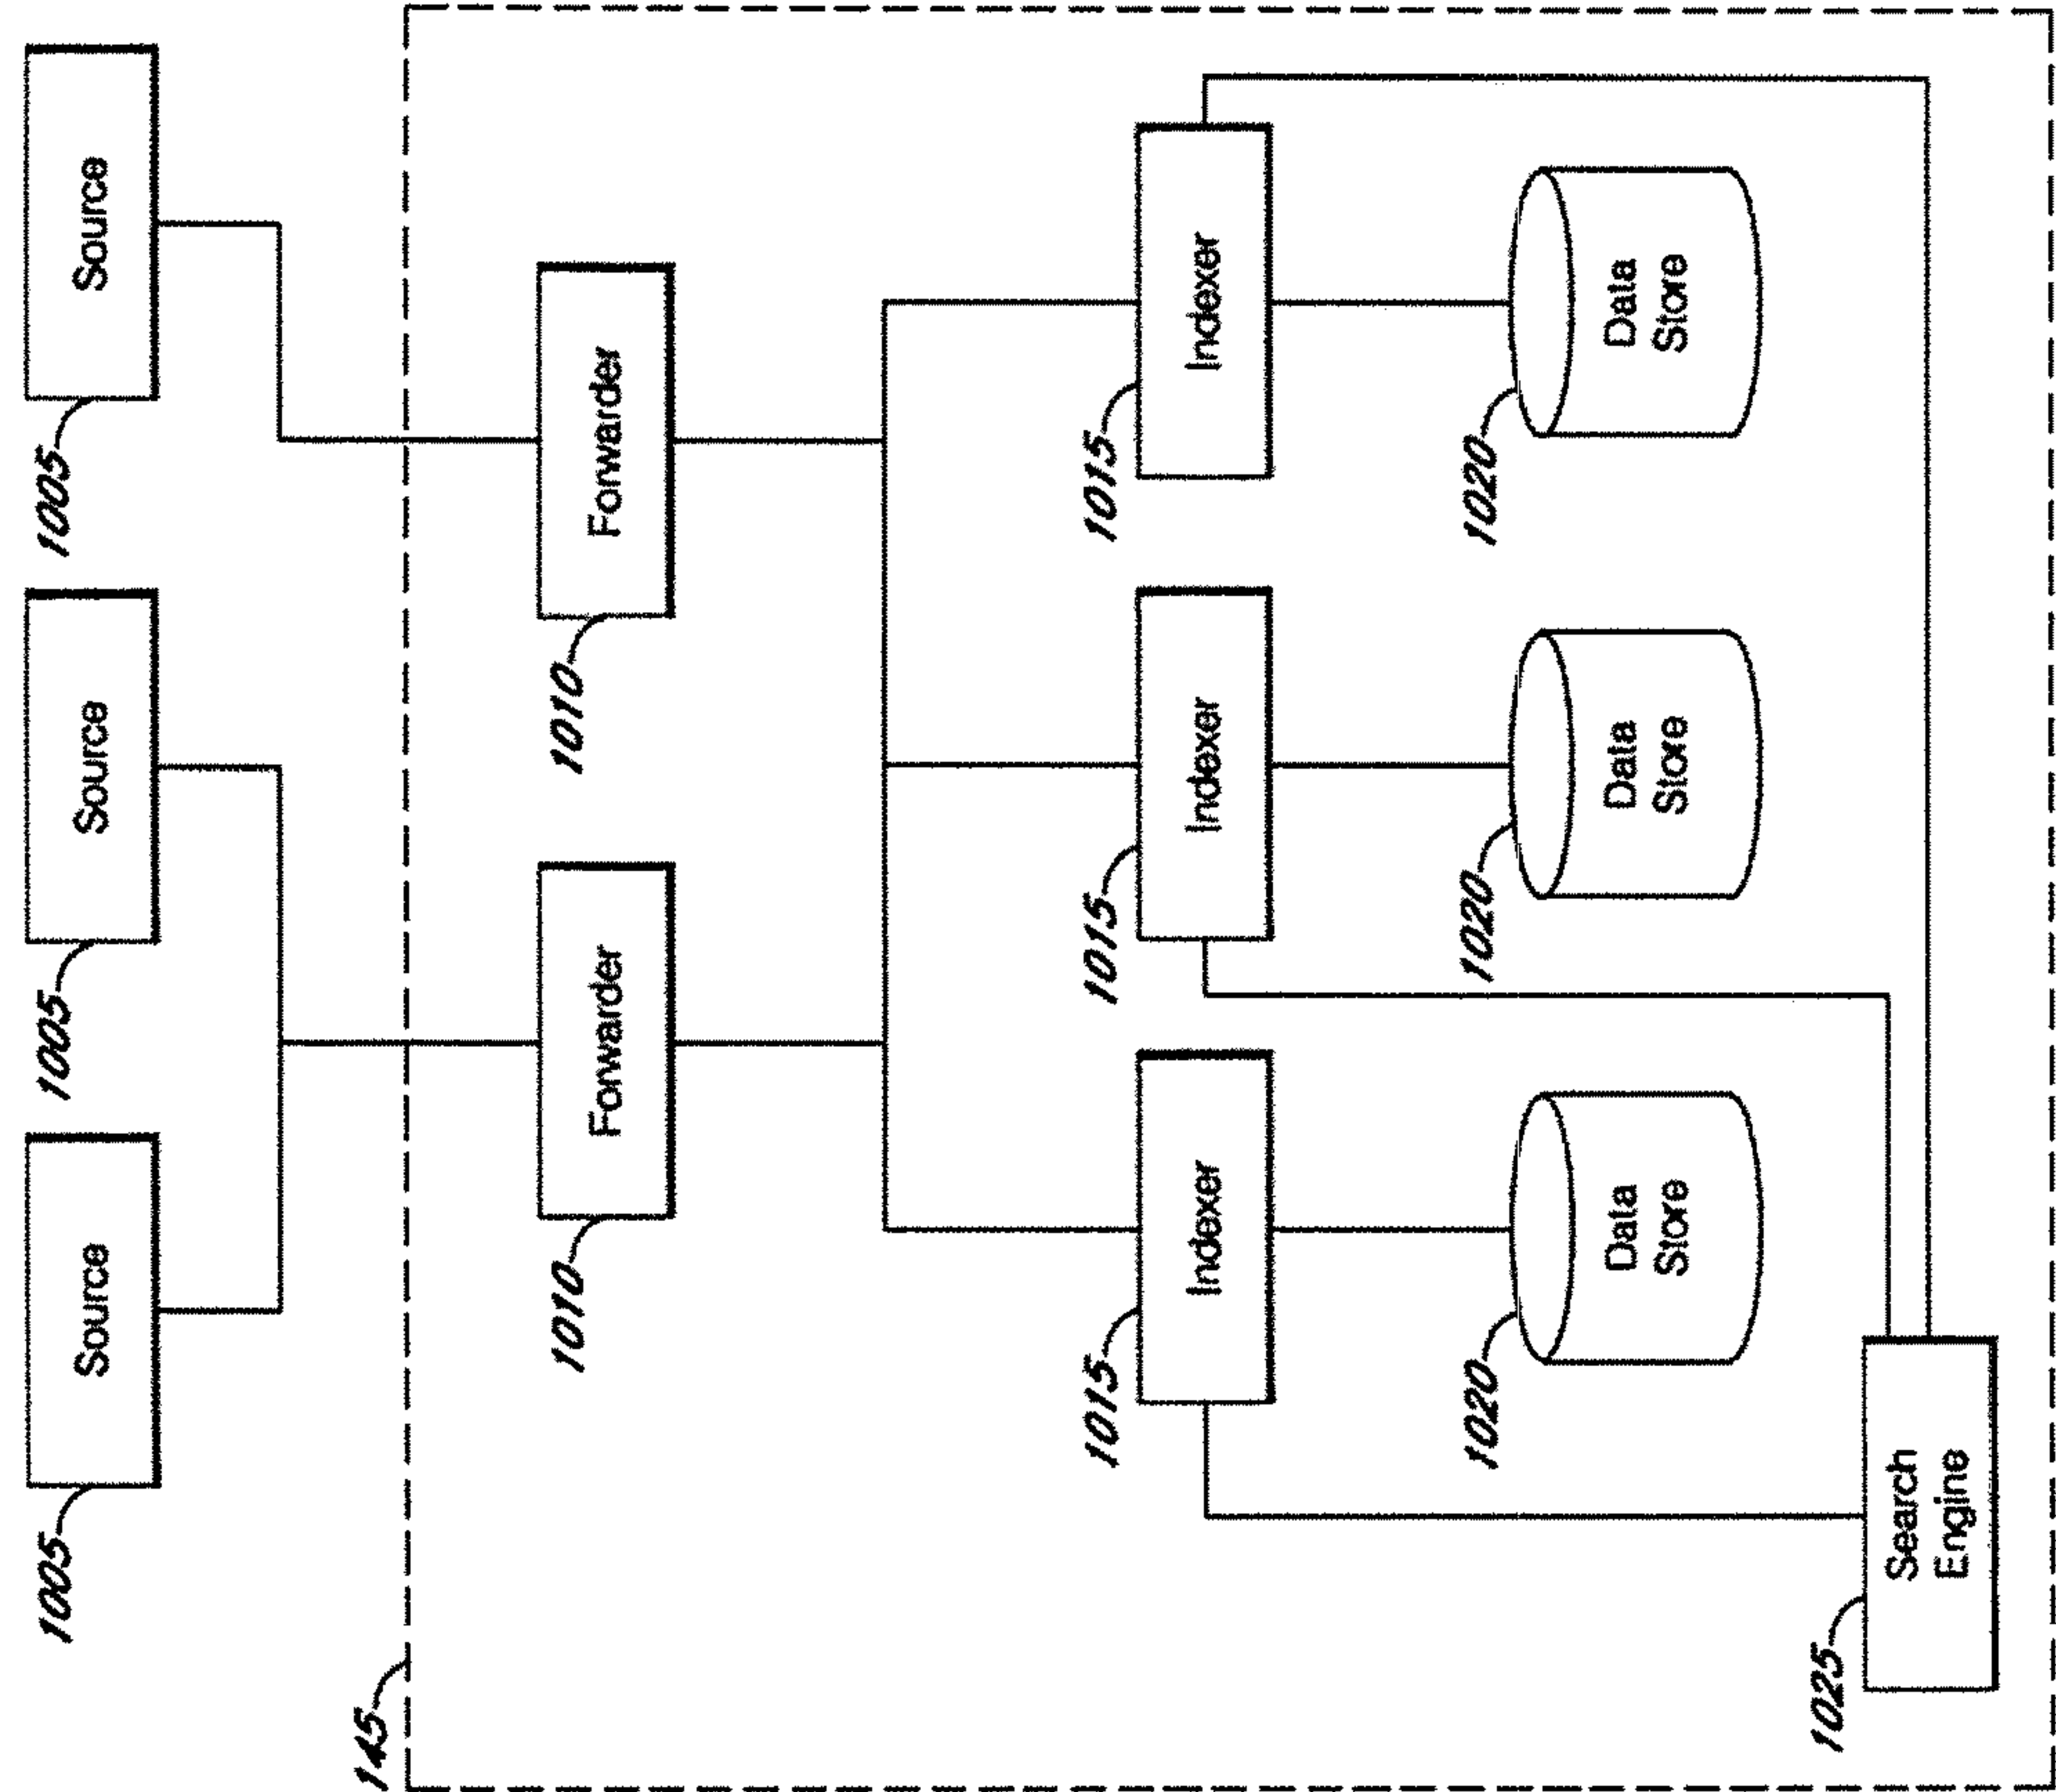 1005
Source
1005
Source
1005
Source
145
1010
Forwarder
1010
Forwarder
1015
Indexer
1015
Indexer
1015
Indexer
1020
Data
Store
1020
Data
Store
1020
Data
Store
1025
Search
Engine